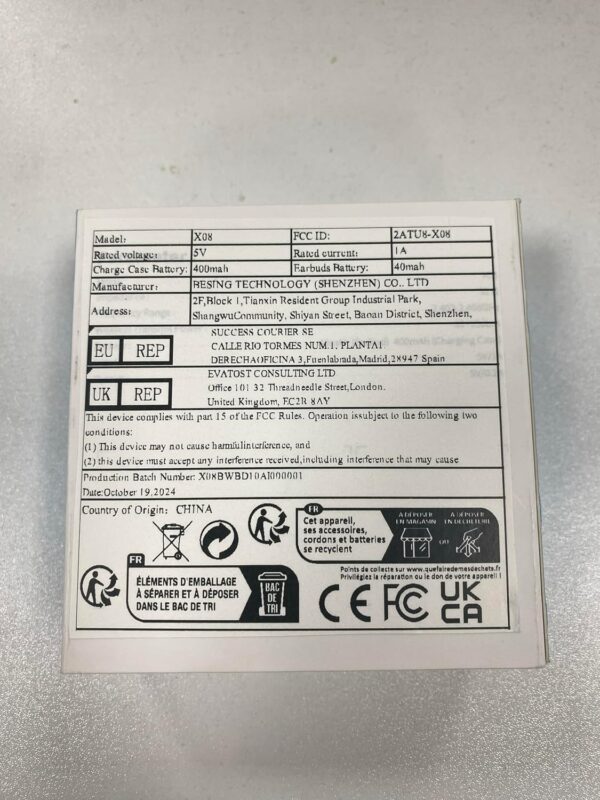 Madel: X08 FCC ID: 2ATU8-X08
Rated voltage: 5V Rated current: 1A
Charge Case Battery: 400mah Earbuds Battery: 40mah
Manufacturer: BESING TECHNOLOGY (SHENZHEN) CO., LTD
Address: 2F,Block 1,Tianxin Resident Group Industrial Park,
ShangwuCommunity, Shiyan Street, Baoan District, Shenzhen,
EU REP
SUCCESS COURIER SE
CALLE RIO TORMES NUM.1, PLANTA1
DERECHAOFICINA 3,Fuenlabrada,Madrid,28947 Spain
UK REP
EVATOST CONSULTING LTD
Office 101 32 Threadneedle Street,London.
United Kingdom, EC2R 8AY
This device complies with part 15 of the FCC Rules. Operation issubject to the following two
conditions:
(1) This device may not cause harmfulinterference, and
(2) this device must accept any interference received,including interference that may cause
Production Batch Number: X08BWBD10A1000001
Date:October 19,2024
Country of Origin: CHINA
FR
Cet appareil,
ses accessoires,
cordons et batteries
se recyclent
À DÉPOSER
EN MAGASIN
OU
À DÉPOSER
EN DÉCHÈTERIE
Points de collecte sur www.quefairedemesdechets.fr
Privilégiez la réparation ou le don de votre appareil !
FR
ÉLÉMENTS D'EMBALLAGE
À SÉPARER ET À DÉPOSER
DANS LE BAC DE TRI
BAC
DE
TRI
CE FC UK
CA